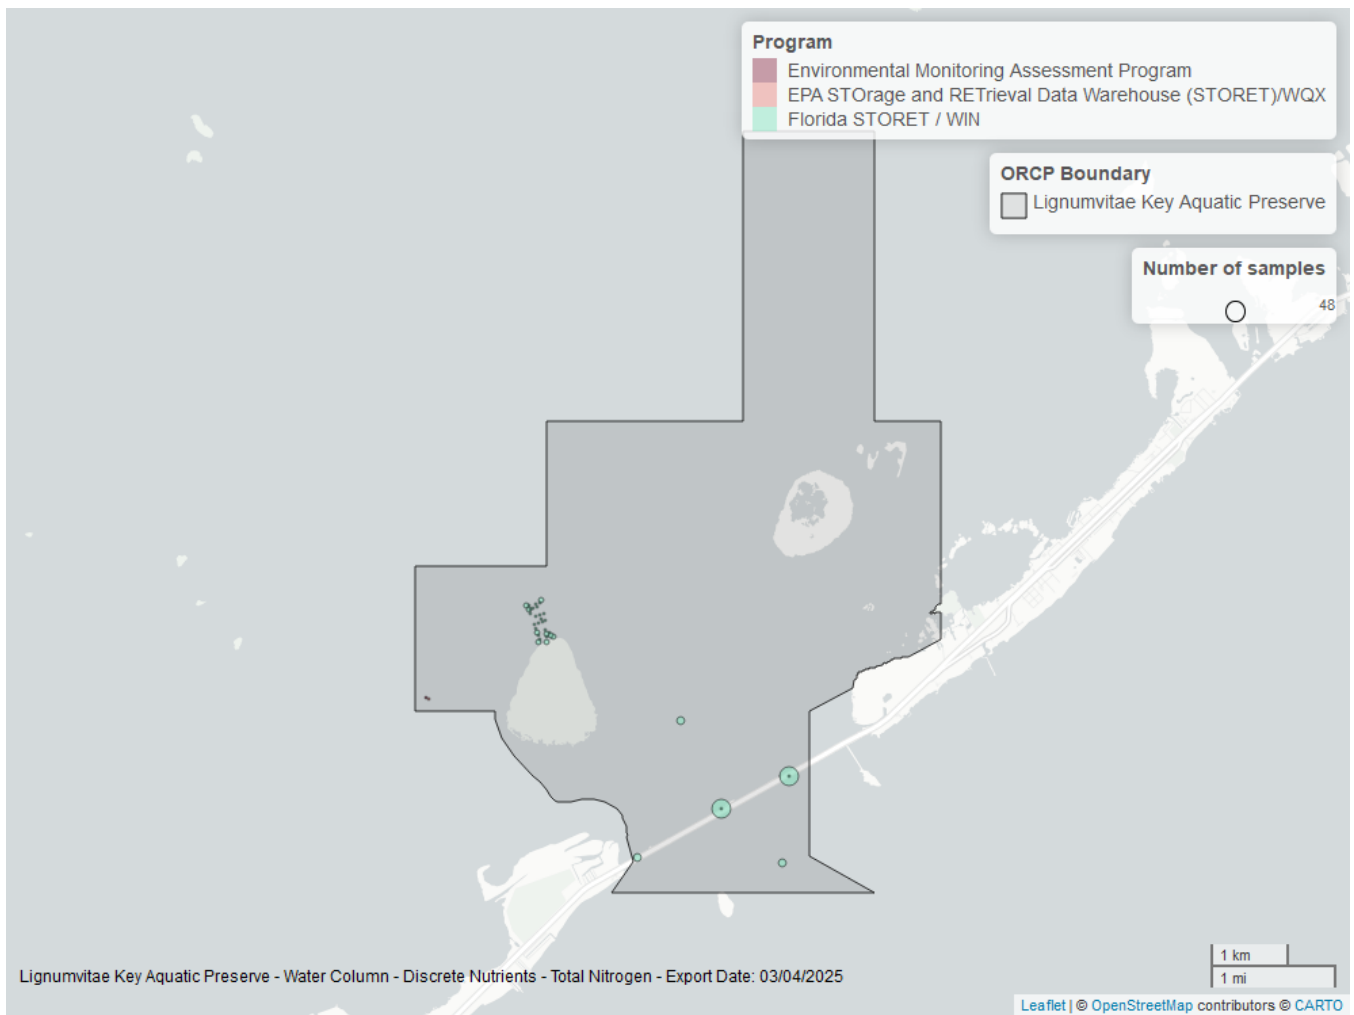 Program
Environmental Monitoring Assessment Program
EPA STOrage and RETrieval Data Warehouse (STORET)/WQX
Florida STORET / WIN
ORCP Boundary
Lignumvitae Key Aquatic Preserve
Number of samples
48
1 km
Lignumvitae Key Aquatic Preserve - Water Column - Discrete Nutrients - Total Nitrogen - Export Date: 03/04/2025
1 mi
Leaflet | © OpenStreetMap contributors © CARTO